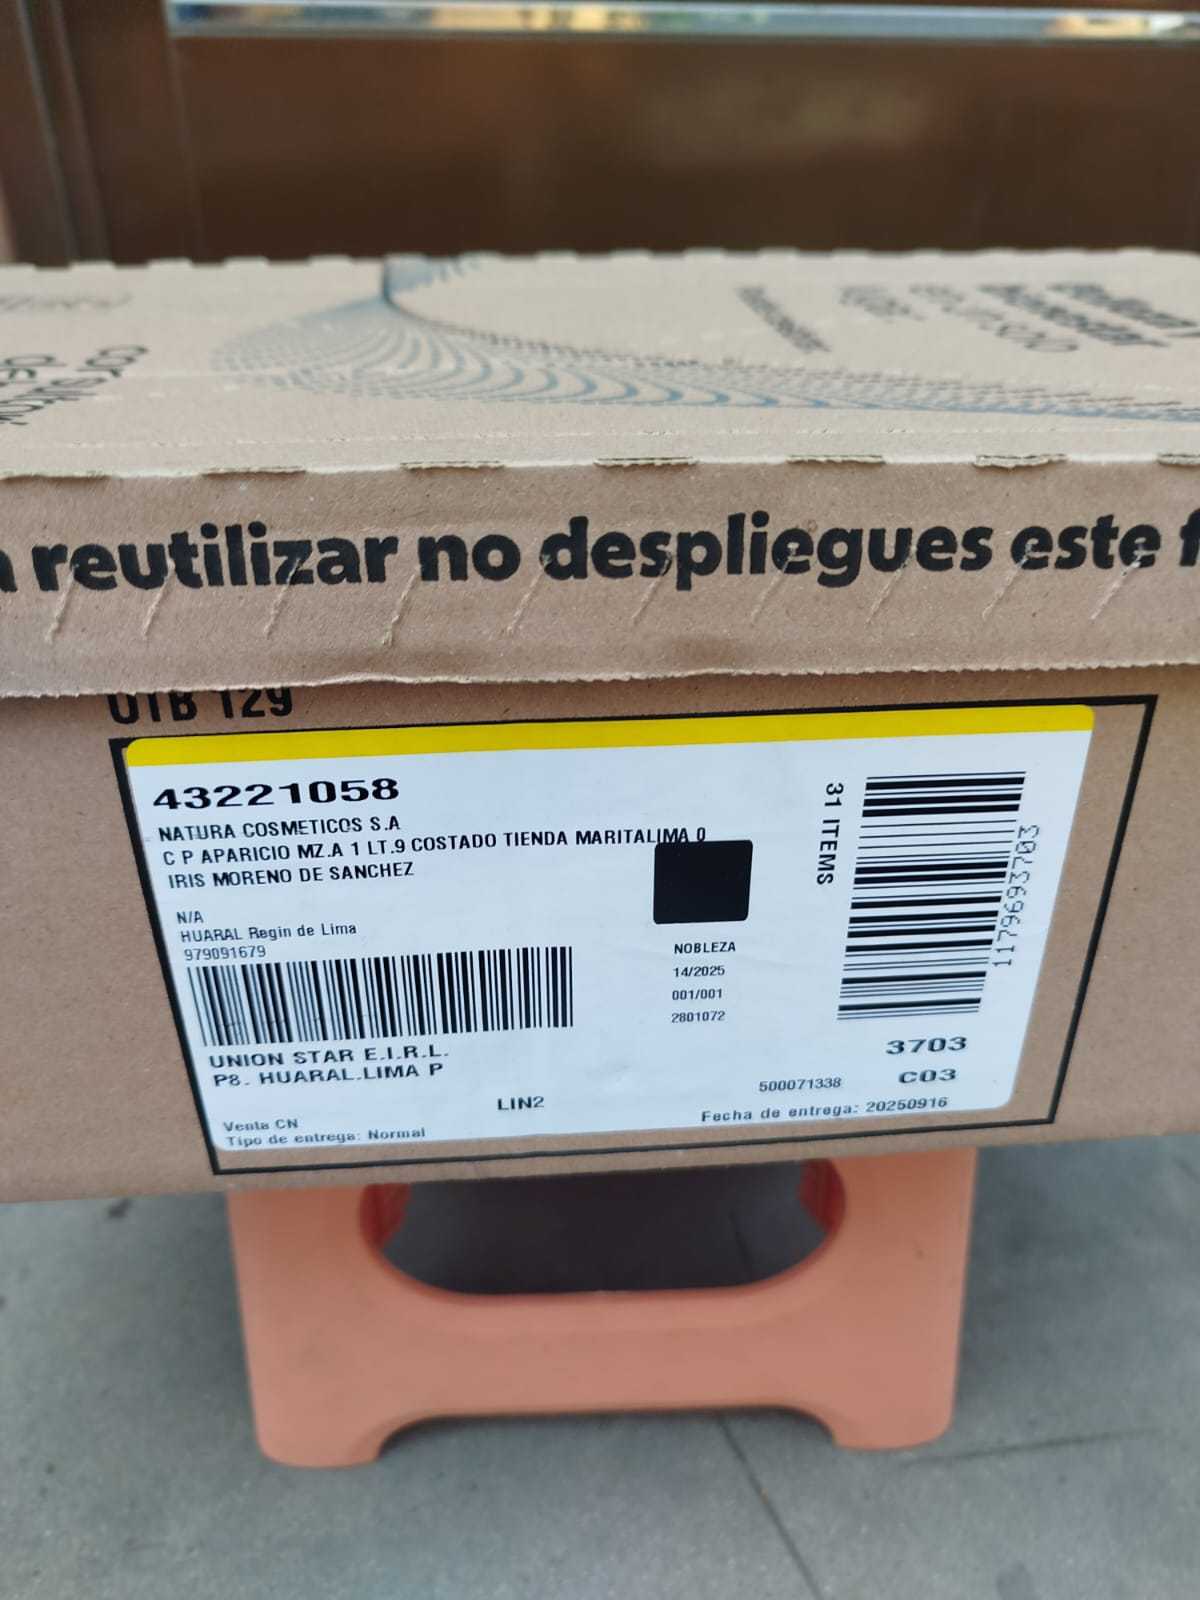 reutilizar no despliegues este
UTB 129
43221058
NATURA COSMETICOS S.A
C P APARICIO MZ.A 1 LT.9 COSTADO TIENDA MARITALIMA 0
IRIS MORENO DE SANCHEZ
N/A
HUARAL Regin de Lima
979091679
UNION STAR E.I.R.L.
P8. HUARAL.LIMA P
LIN2
Venta CN
Tipo de entrega: Normal
NOBLEZA
14/2025
001/001
2801072
31 ITEMS
1179693703
3703
C03
500071338
Fecha de entrega: 20250916